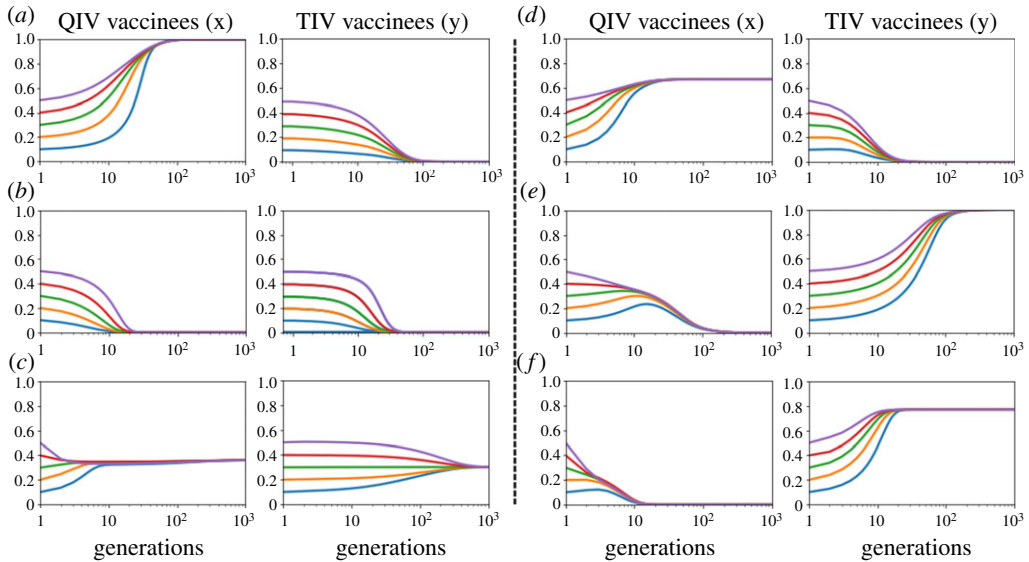 (a) QIV vaccinees (x) TIV vaccinees (y) (d) QIV vaccinees (x) TIV vaccinees (y)
1.0 1.0 1.0 1.0
0.8 0.8 0.8 0.8
0.6 0.6 0.6 0.6
0.4 0.4 0.4 0.4
0.2 0.2 0.2 0.2
0 0 0 0
1 10 10² 10³ 1 10 10² 10³ 1 10 10² 10³ 1 10 10² 10³
(b) (e)
1.0 1.0 1.0 1.0
0.8 0.8 0.8 0.8
0.6 0.6 0.6 0.6
0.4 0.4 0.4 0.4
0.2 0.2 0.2 0.2
0 0 0 0
1 10 10² 10³ 1 10 10² 10³ 1 10 10² 10³ 1 10 10² 10³
(c) (f)
1.0 1.0 1.0 1.0
0.8 0.8 0.8 0.8
0.6 0.6 0.6 0.6
0.4 0.4 0.4 0.4
0.2 0.2 0.2 0.2
0 0 0 0
1 10 10² 10³ 1 10 10² 10³ 1 10 10² 10³ 1 10 10² 10³
generations generations generations generations